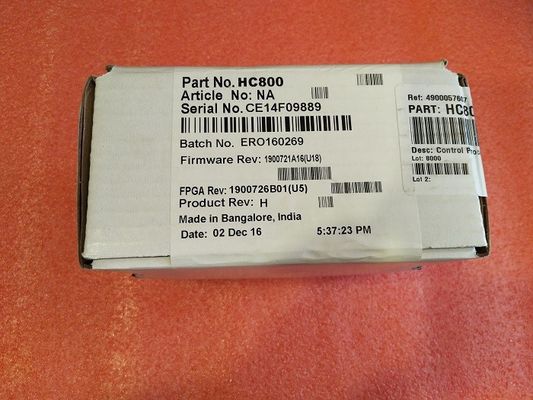 Part No. HC800
Article No: NA
Serial No. CE14F09889
Batch No. ERO160269
Firmware Rev: 1900721A16(U18)
FPGA Rev: 1900726B01(U5)
Product Rev: H
Made in Bangalore, India
Date: 02 Dec 16 5:37:23 PM
Ref: 4900057607
PART: HC80
Desc: Control Proc
Lot: 8000
Lot 2: